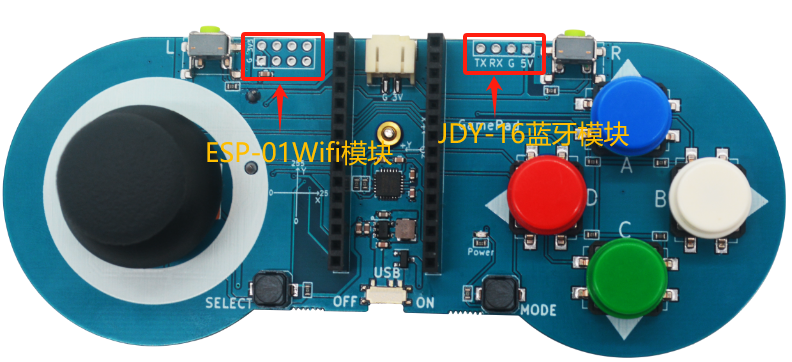 L
R
TX RX G 5V
G 3V
GamePad
ESP-01Wifi模块
JDY-16蓝牙模块
+Y
255
Y
0
X
A
D
B
C
Power
USB
SELECT
OFF
ON
MODE